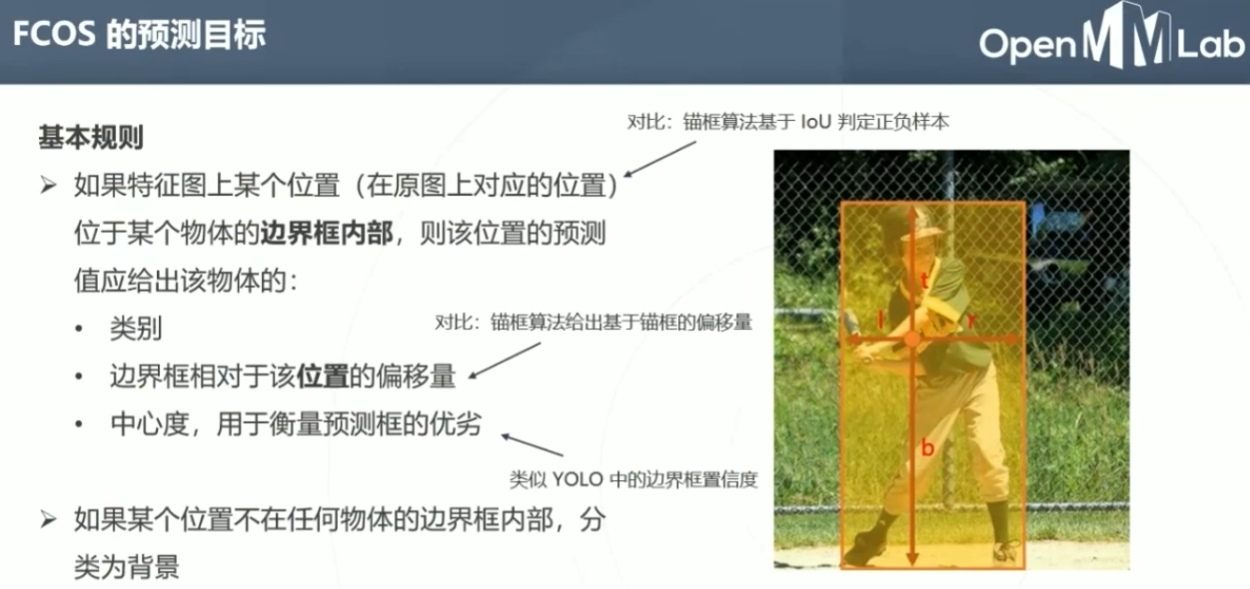 FCOS 的预测目标
OpenMMLab
基本规则
对比：锚框算法基于 IoU 判定正负样本
➢ 如果特征图上某个位置（在原图上对应的位置）
位于某个物体的边界框内部，则该位置的预测
值应给出该物体的：
• 类别
对比：锚框算法给出基于锚框的偏移量
• 边界框相对于该位置的偏移量
• 中心度，用于衡量预测框的优劣
类似 YOLO 中的边界框置信度
➢ 如果某个位置不在任何物体的边界框内部，分
类为背景
t
l
r
b